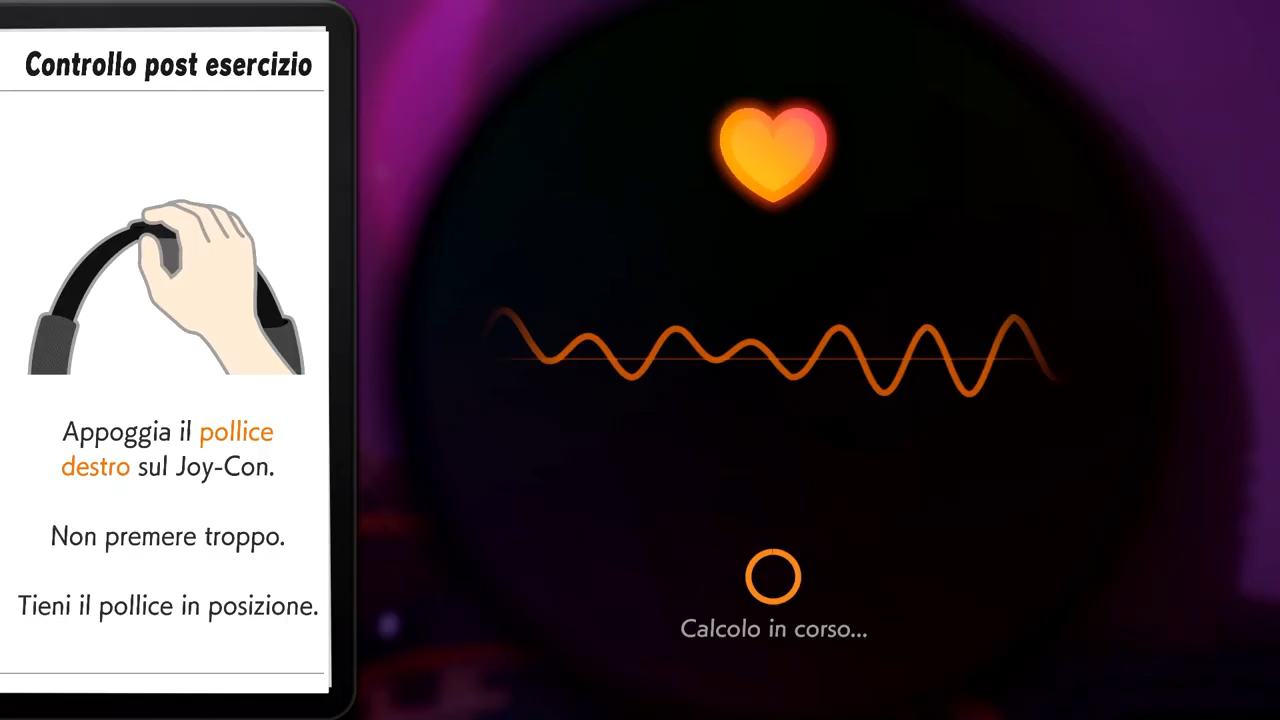 Controllo post esercizio
Appoggia il pollice
destro sul Joy-Con.
Non premere troppo.
Tieni il pollice in posizione.
Calcolo in corso...